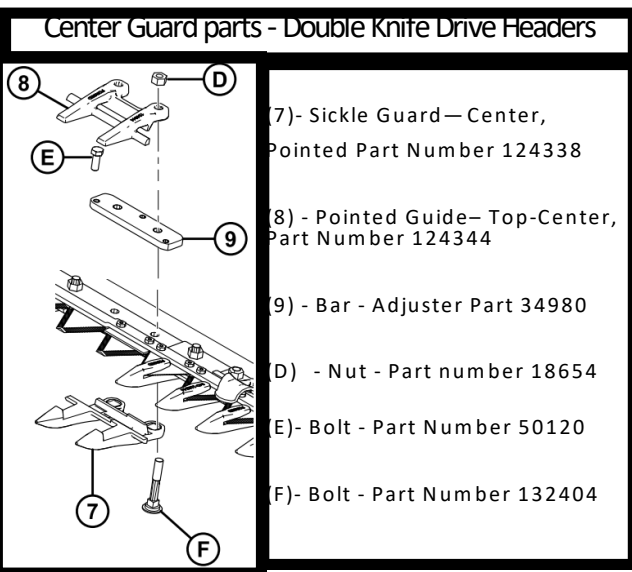 Center Guard parts - Double Knife Drive Headers
8
D
E
9
7
F
(7)- Sickle Guard—Center,
Pointed Part Number 124338
(8) - Pointed Guide– Top-Center,
Part Number 124344
(9) - Bar - Adjuster Part 34980
(D) - Nut - Part number 18654
(E)- Bolt - Part Number 50120
(F)- Bolt - Part Number 132404